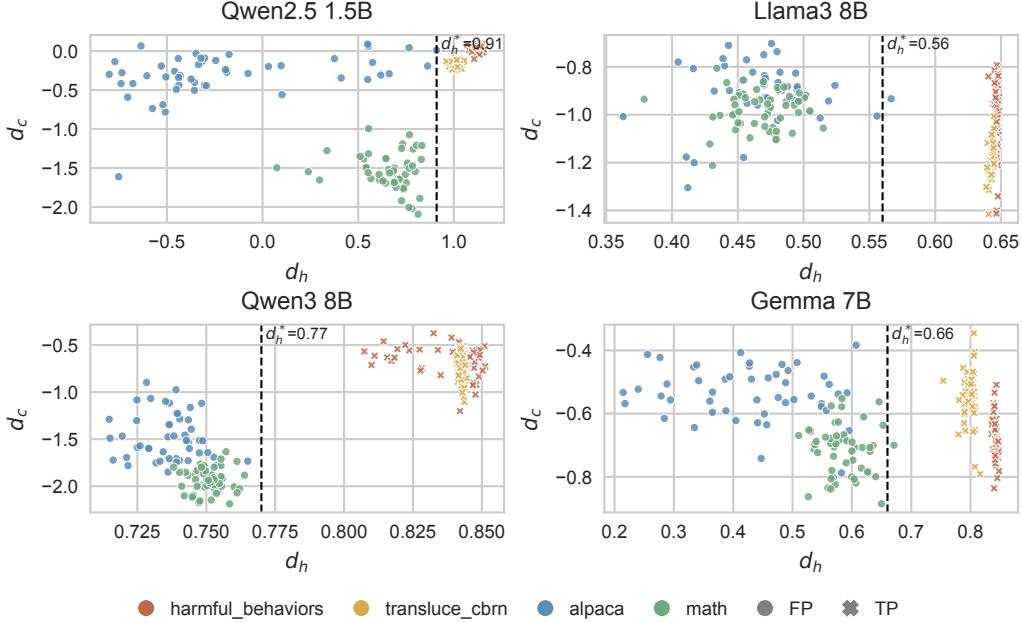 Qwen2.5 1.5B
d_h^*=0.91
0.0
−0.5
−1.0
−1.5
−2.0
d_c
−0.5
0.0
0.5
1.0
d_h
Llama3 8B
d_h^*=0.56
−0.8
−1.0
−1.2
−1.4
d_c
0.35
0.40
0.45
0.50
0.55
0.60
0.65
d_h
Qwen3 8B
d_h^*=0.77
−0.5
−1.0
−1.5
−2.0
d_c
0.725
0.750
0.775
0.800
0.825
0.850
d_h
Gemma 7B
d_h^*=0.66
−0.4
−0.6
−0.8
d_c
0.2
0.3
0.4
0.5
0.6
0.7
0.8
d_h
harmful_behaviors
transluce_cbrn
alpaca
math
FP
TP